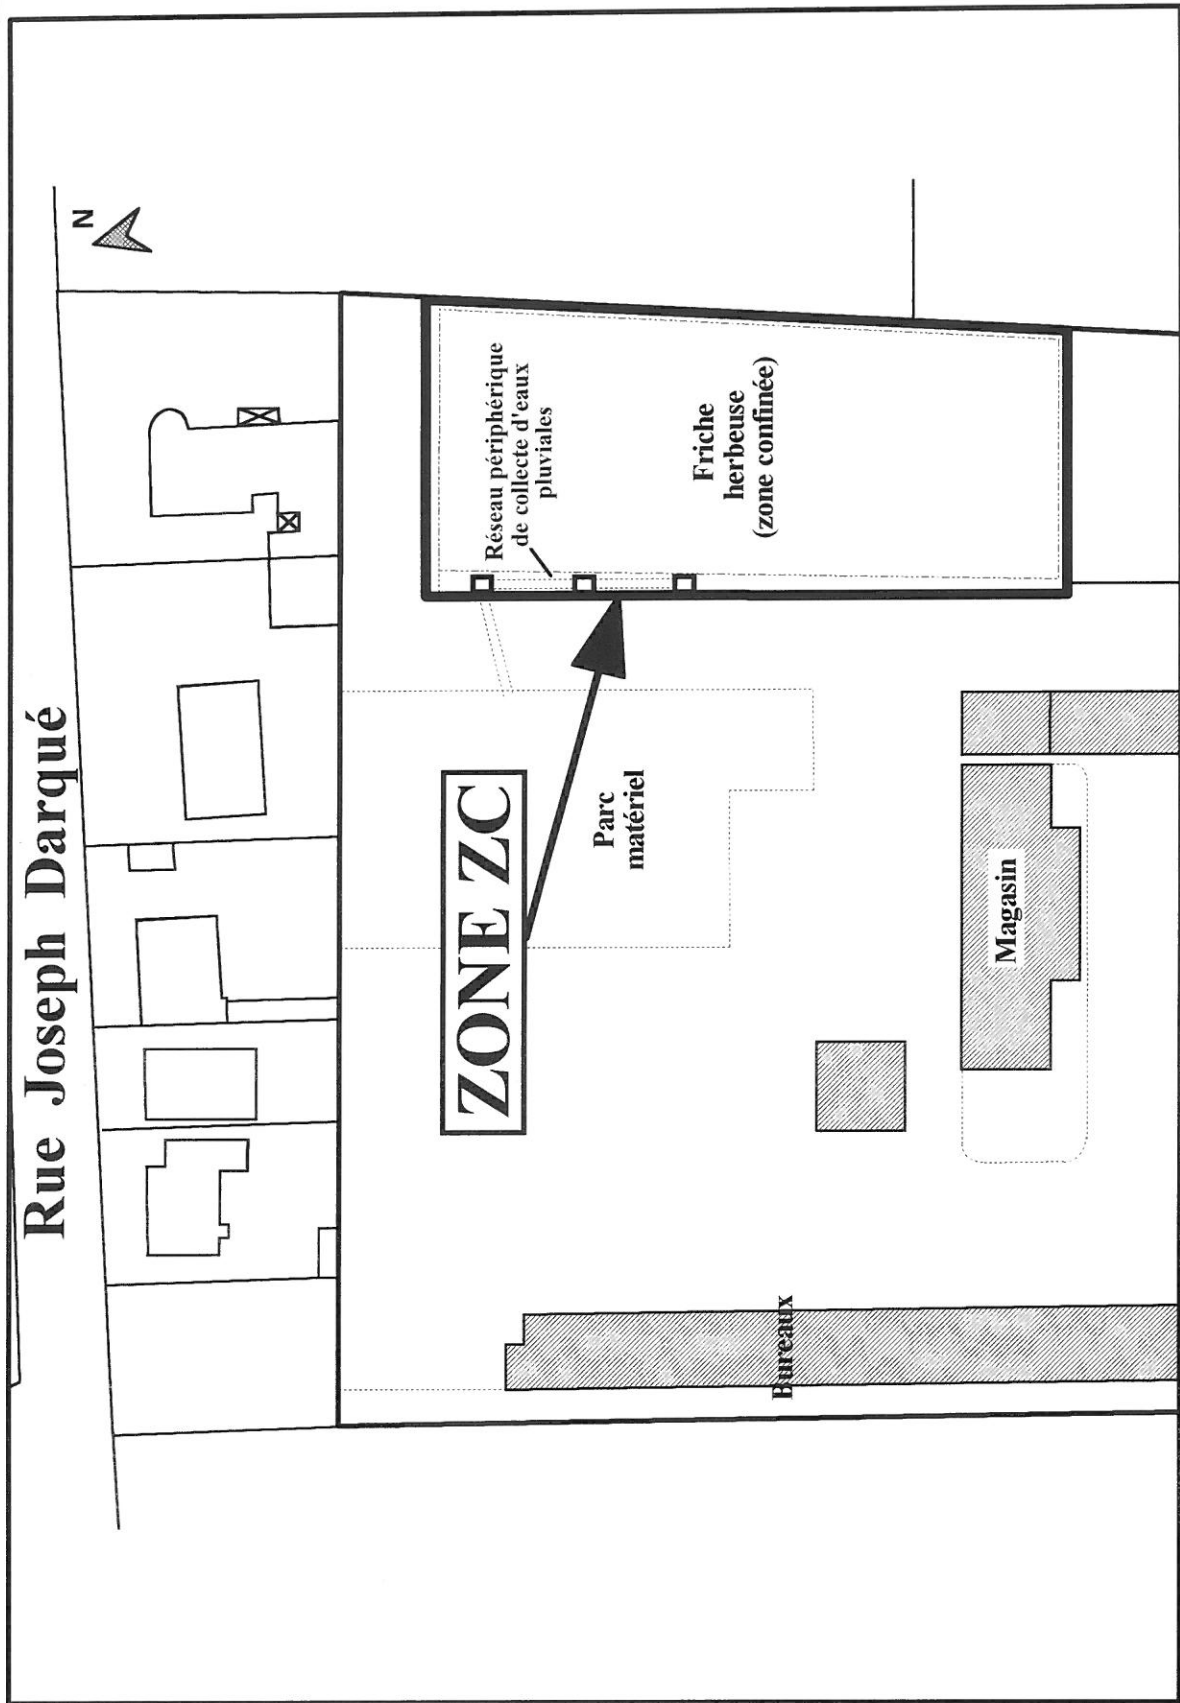 Rue Joseph Darqué
N
Réseau périphérique
de collecte d'eaux
pluviales
ZONE ZC
Friche
herbeuse
(zone confinée)
Parc
matériel
Magasin
Bureaux